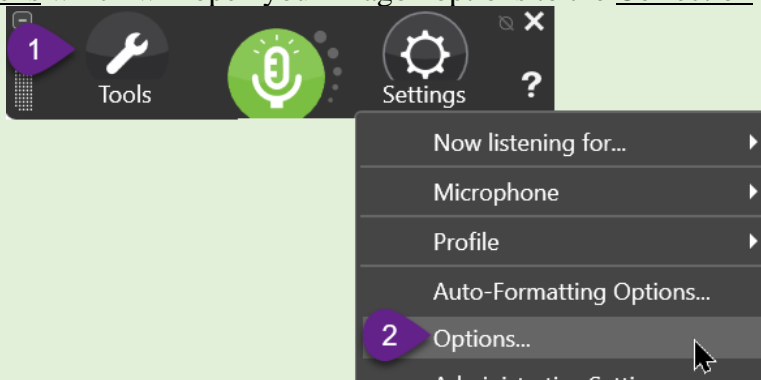 1
Tools
Settings
?
Now listening for...
Microphone
Profile
Auto-Formatting Options...
2
Options...